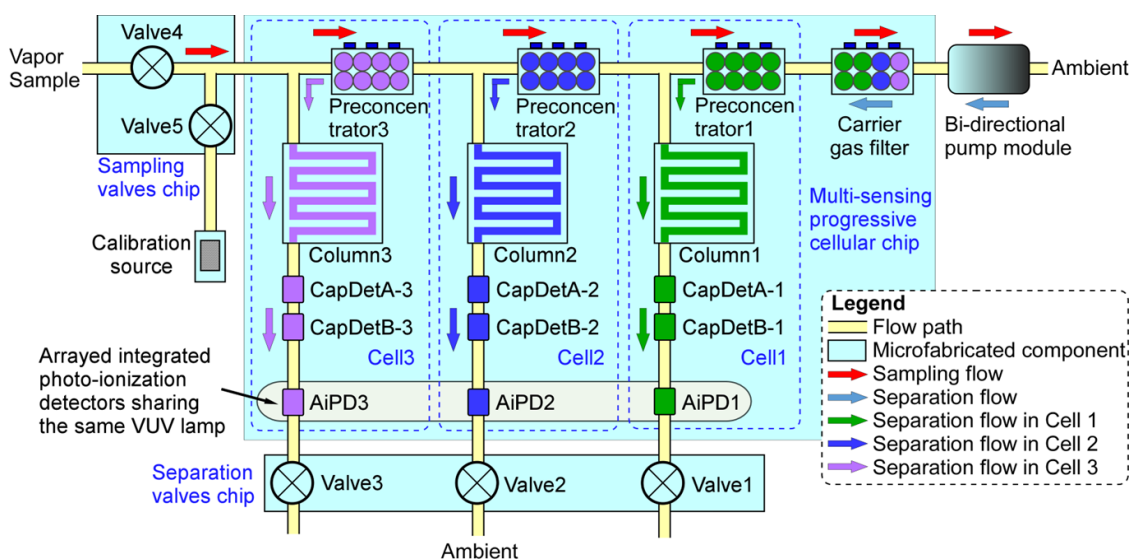 Valve4
Vapor
Sample
Valve5
Sampling
valves chip
Calibration
source
Preconcen
trator3
Preconcen
trator2
Preconcen
trator1
Carrier
gas filter
Bi-directional
pump module
Ambient
Multi-sensing
progressive
cellular chip
Column3
Column2
Column1
CapDetA-3
CapDetA-2
CapDetA-1
CapDetB-3
CapDetB-2
CapDetB-1
Cell3
Cell2
Cell1
Arrayed integrated
photo-ionization
detectors sharing
the same VUV lamp
AiPD3
AiPD2
AiPD1
Separation
valves chip
Valve3
Valve2
Valve1
Ambient
Legend
Flow path
Microfabricated component
Sampling flow
Separation flow
Separation flow in Cell 1
Separation flow in Cell 2
Separation flow in Cell 3